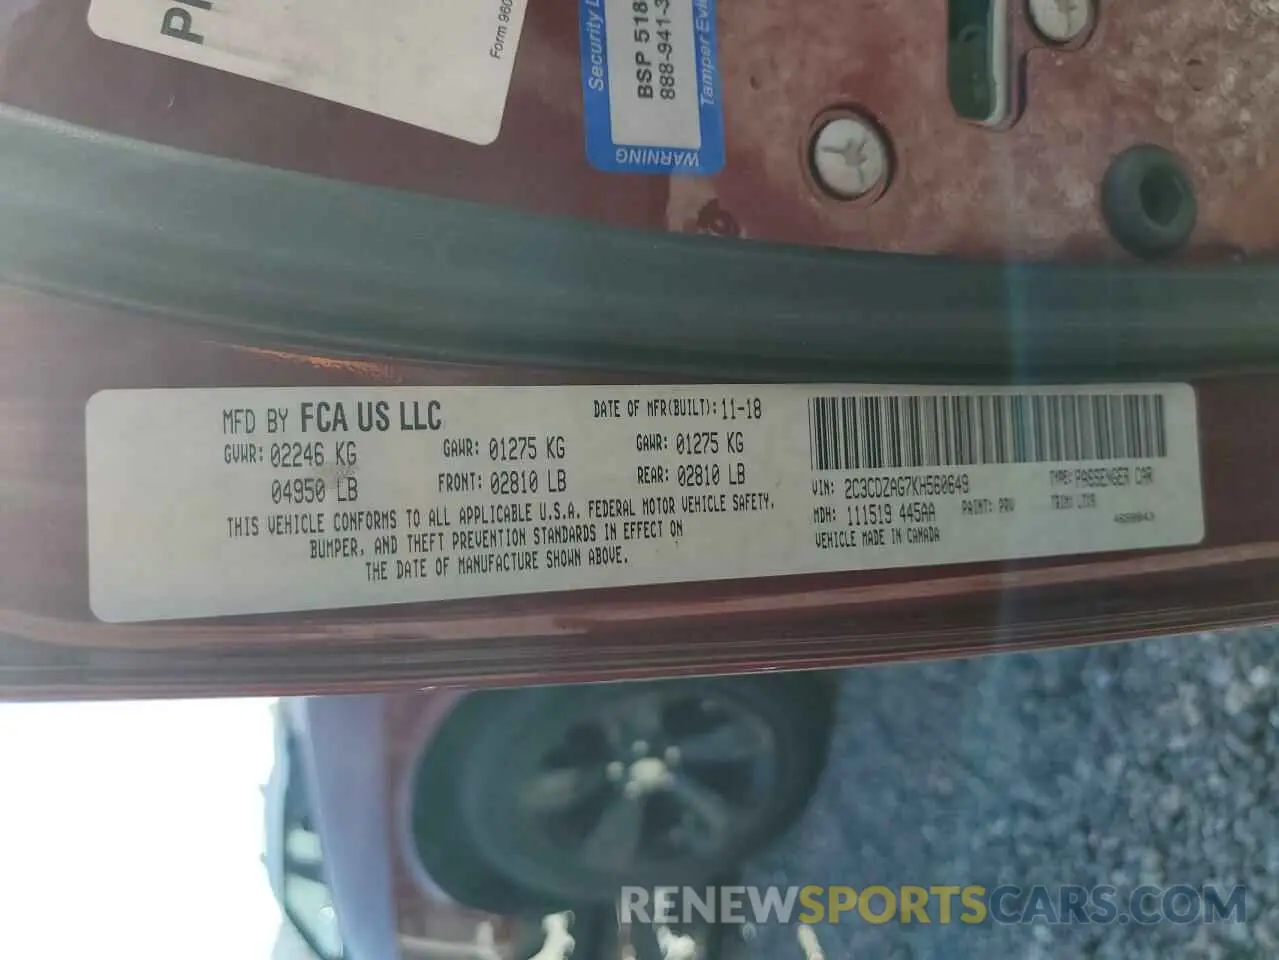 Form 960
Security
BSP 518
888-941-3
Tamper Evi
WARNING
MFD BY FCA US LLC
DATE OF MFR(BUILT): 11-18
GVWR: 02246 KG
GAWR: 01275 KG
GAWR: 01275 KG
04950 LB
FRONT: 02810 LB
REAR: 02810 LB
THIS VEHICLE CONFORMS TO ALL APPLICABLE U.S.A. FEDERAL MOTOR VEHICLE SAFETY,
BUMPER, AND THEFT PREVENTION STANDARDS IN EFFECT ON
THE DATE OF MANUFACTURE SHOWN ABOVE.
VIN: 2C3CDZAG7KH560649
TYPE: PASSENGER CAR
MDH: 111519 445AA
PAINT: PRV
TRIM:
VEHICLE MADE IN CANADA
RENEWSPORTSCARS.COM